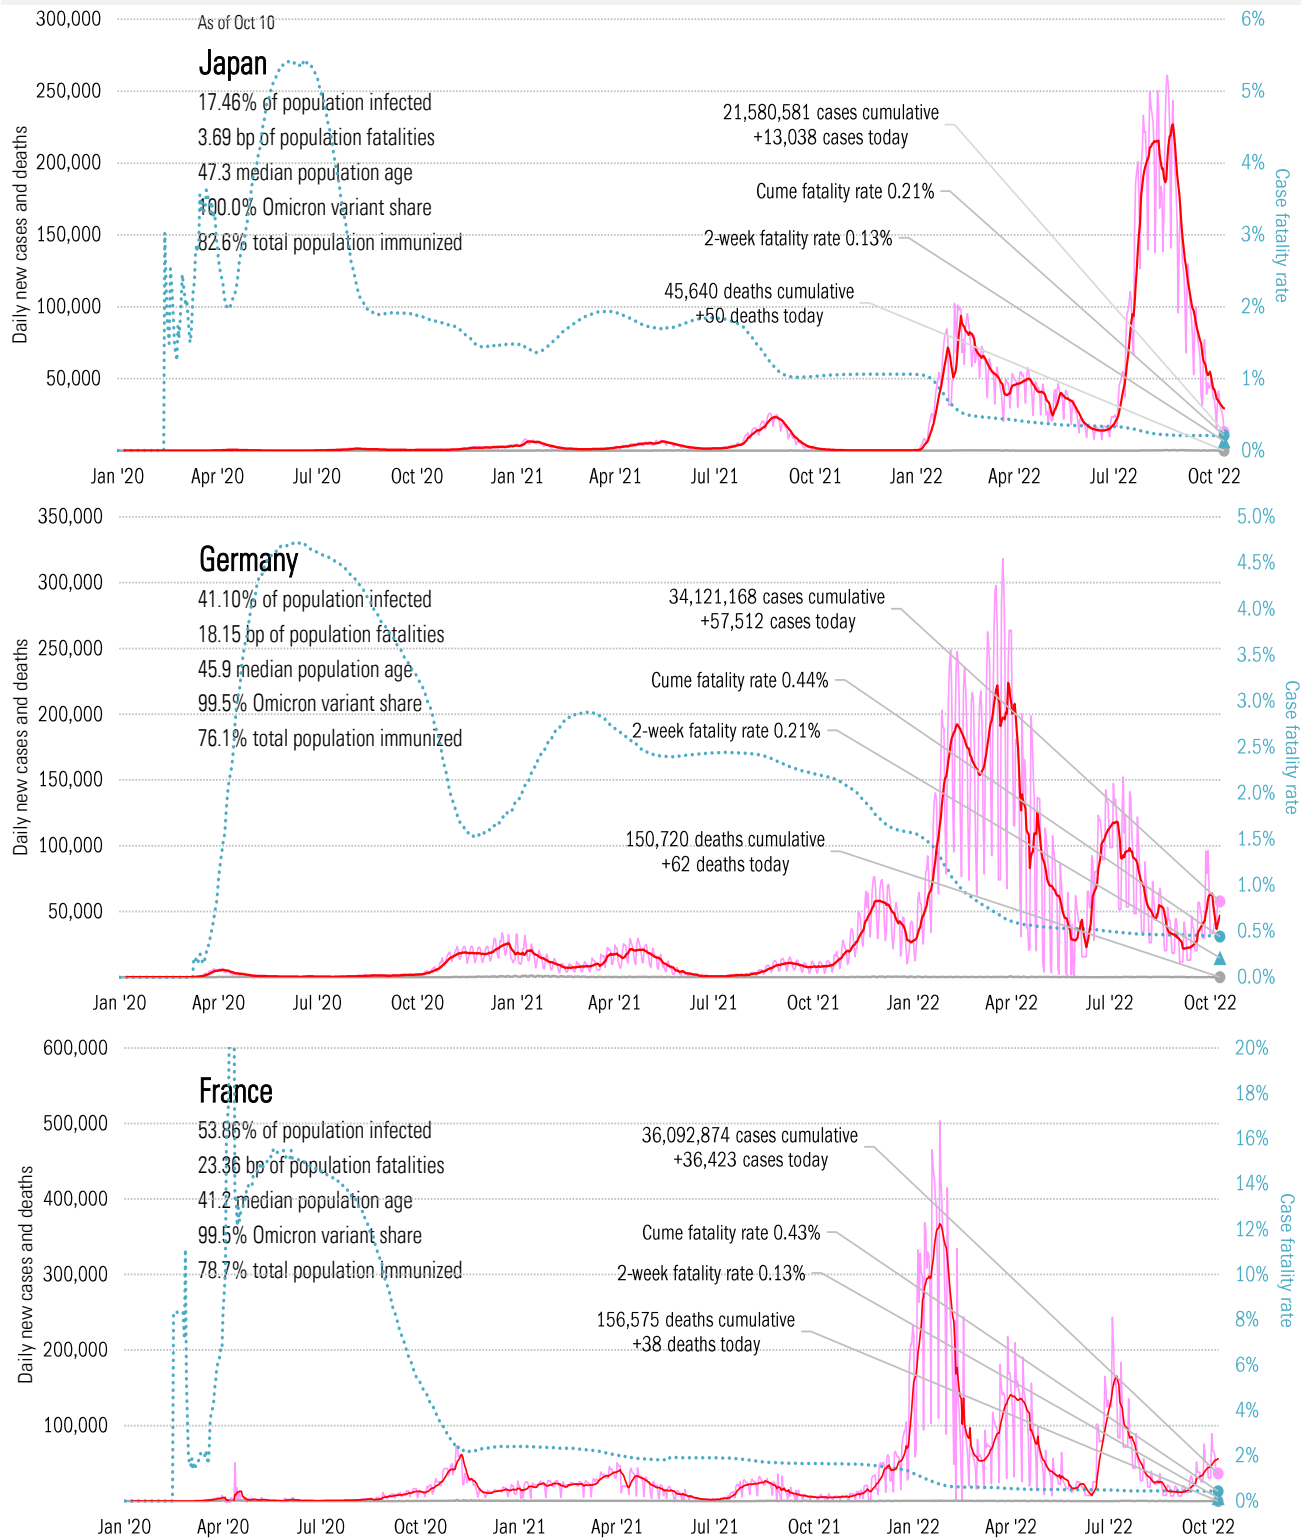 As of Oct 10
Japan
17.46% of population infected
3.69 bp of population fatalities
47.3 median population age
100.0% Omicron variant share
82.6% total population immunized
21,580,581 cases cumulative
+13,038 cases today
Cume fatality rate 0.21%
2-week fatality rate 0.13%
45,640 deaths cumulative
+50 deaths today
Daily new cases and deaths
300,000
250,000
200,000
150,000
100,000
50,000
6%
5%
4%
3%
2%
1%
0%
Case fatality rate
Jan '20 Apr '20 Jul '20 Oct '20 Jan '21 Apr '21 Jul '21 Oct '21 Jan '22 Apr '22 Jul '22 Oct '22
Germany
41.10% of population infected
18.15 bp of population fatalities
45.9 median population age
99.5% Omicron variant share
76.1% total population immunized
34,121,168 cases cumulative
+57,512 cases today
Cume fatality rate 0.44%
2-week fatality rate 0.21%
150,720 deaths cumulative
+62 deaths today
Daily new cases and deaths
350,000
300,000
250,000
200,000
150,000
100,000
50,000
5.0%
4.5%
4.0%
3.5%
3.0%
2.5%
2.0%
1.5%
1.0%
0.5%
0.0%
Case fatality rate
Jan '20 Apr '20 Jul '20 Oct '20 Jan '21 Apr '21 Jul '21 Oct '21 Jan '22 Apr '22 Jul '22 Oct '22
France
53.86% of population infected
23.36 bp of population fatalities
41.2 median population age
99.5% Omicron variant share
78.7% total population immunized
36,092,874 cases cumulative
+36,423 cases today
Cume fatality rate 0.43%
2-week fatality rate 0.13%
156,575 deaths cumulative
+38 deaths today
Daily new cases and deaths
600,000
500,000
400,000
300,000
200,000
100,000
20%
18%
16%
14%
12%
10%
8%
6%
4%
2%
0%
Case fatality rate
Jan '20 Apr '20 Jul '20 Oct '20 Jan '21 Apr '21 Jul '21 Oct '21 Jan '22 Apr '22 Jul '22 Oct '22